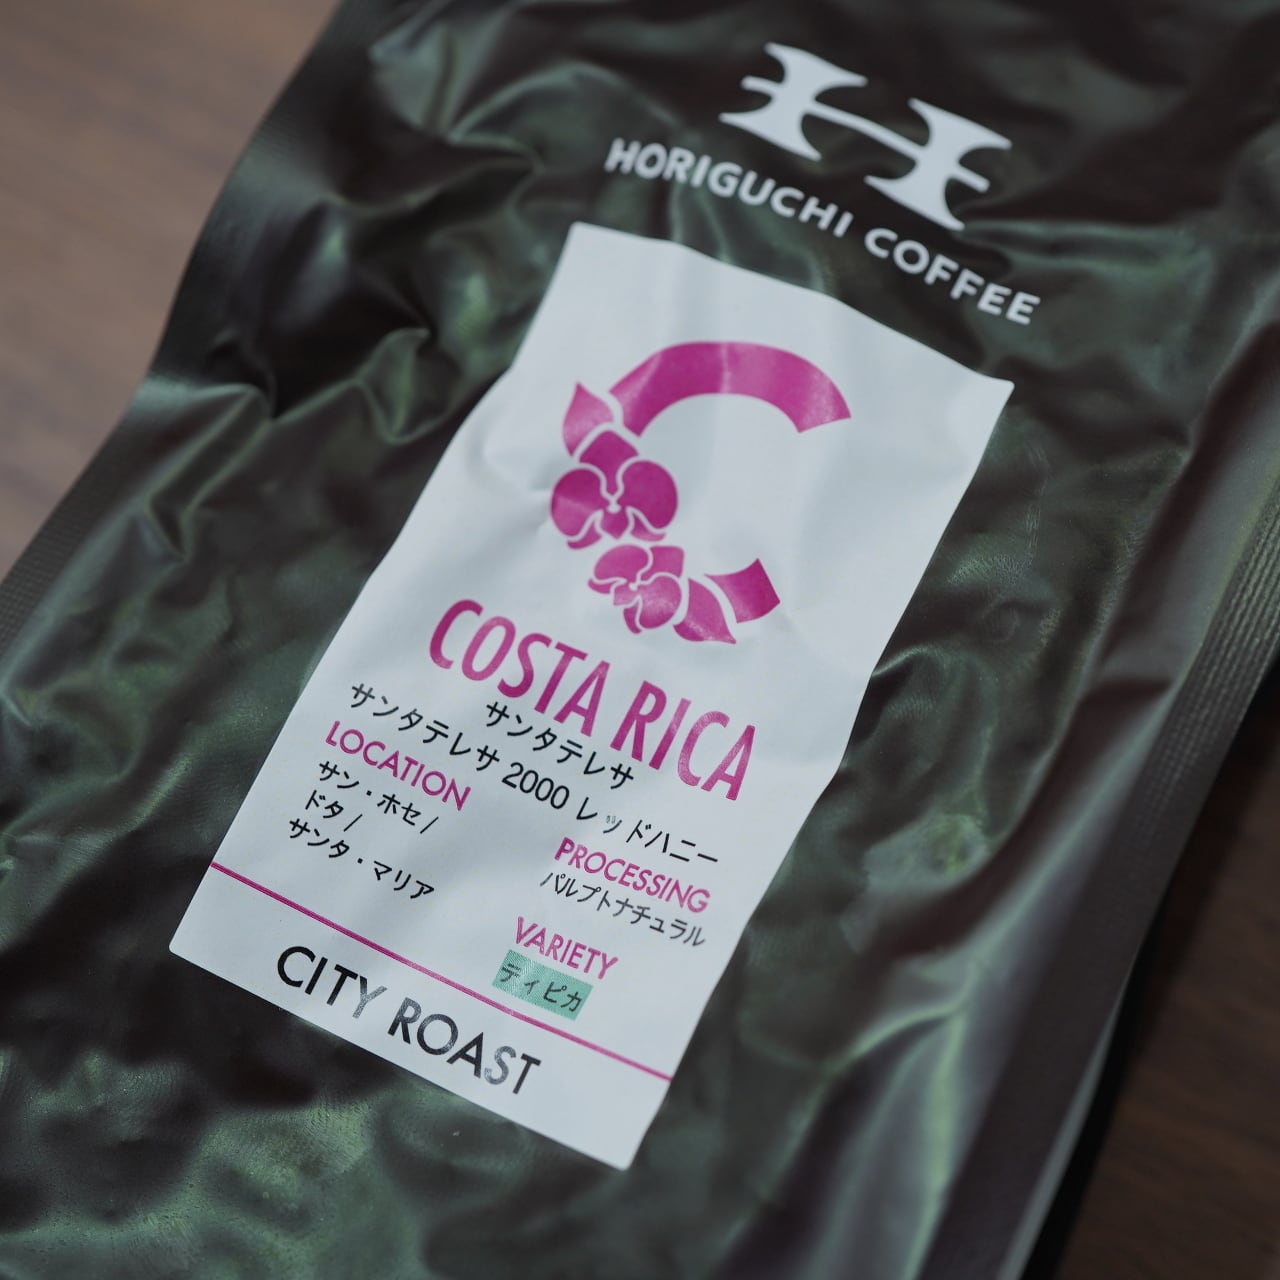 HORIGUCHI COFFEE
COSTA RICA
サンタテレサ
サンタテレサ 2000 レッドハニー
LOCATION
サン・ホセ /
ドタ /
サンタ・マリア
PROCESSING
パルプトナチュラル
VARIETY
ティピカ
CITY ROAST